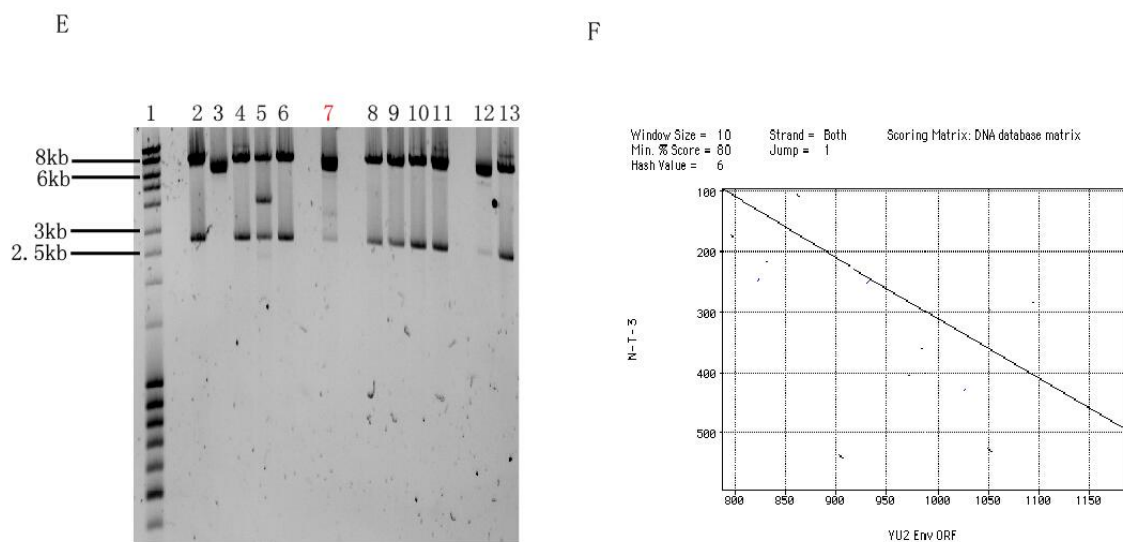 E
F
1 2 3 4 5 6 7 8 9 10 11 12 13
8kb
6kb
3kb
2.5kb
Window Size = 10 Strand = Both Scoring Matrix: DNA database matrix
Min. % Score = 80 Jump = 1
Hash Value = 6
100
200
300
400
500
N-T-3
800 850 900 950 1000 1050 1100 1150
YU2 Env ORF